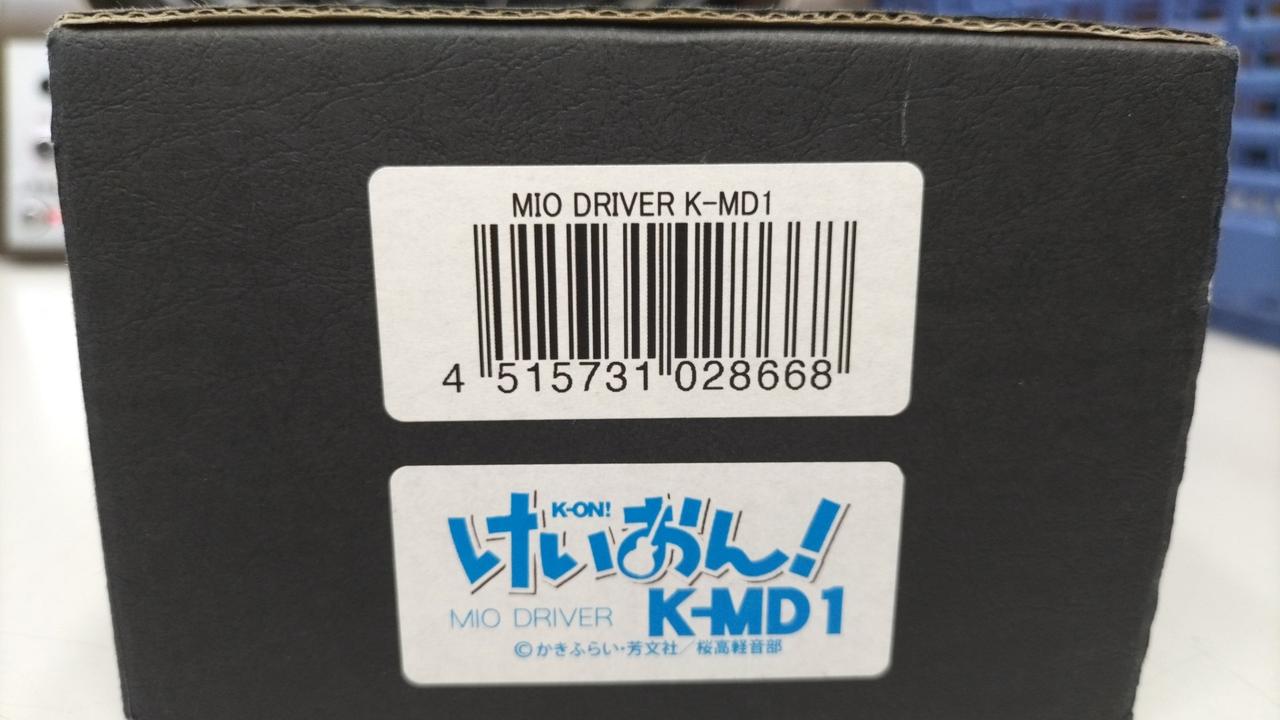 MIO DRIVER K-MD1
4 515731 028668
けいおん！
K-ON!
MIO DRIVER K-MD1
©かきふらい・芳文社／桜高軽音部